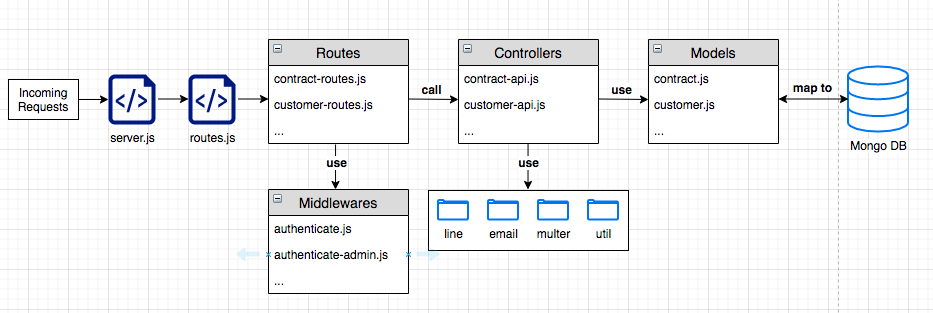 Incoming
Requests
server.js
routes.js
Routes
contract-routes.js
customer-routes.js
...
call
Controllers
contract-api.js
customer-api.js
...
use
Models
contract.js
customer.js
...
map to
Mongo DB
use
Middlewares
authenticate.js
authenticate-admin.js
...
use
line
email
multer
util